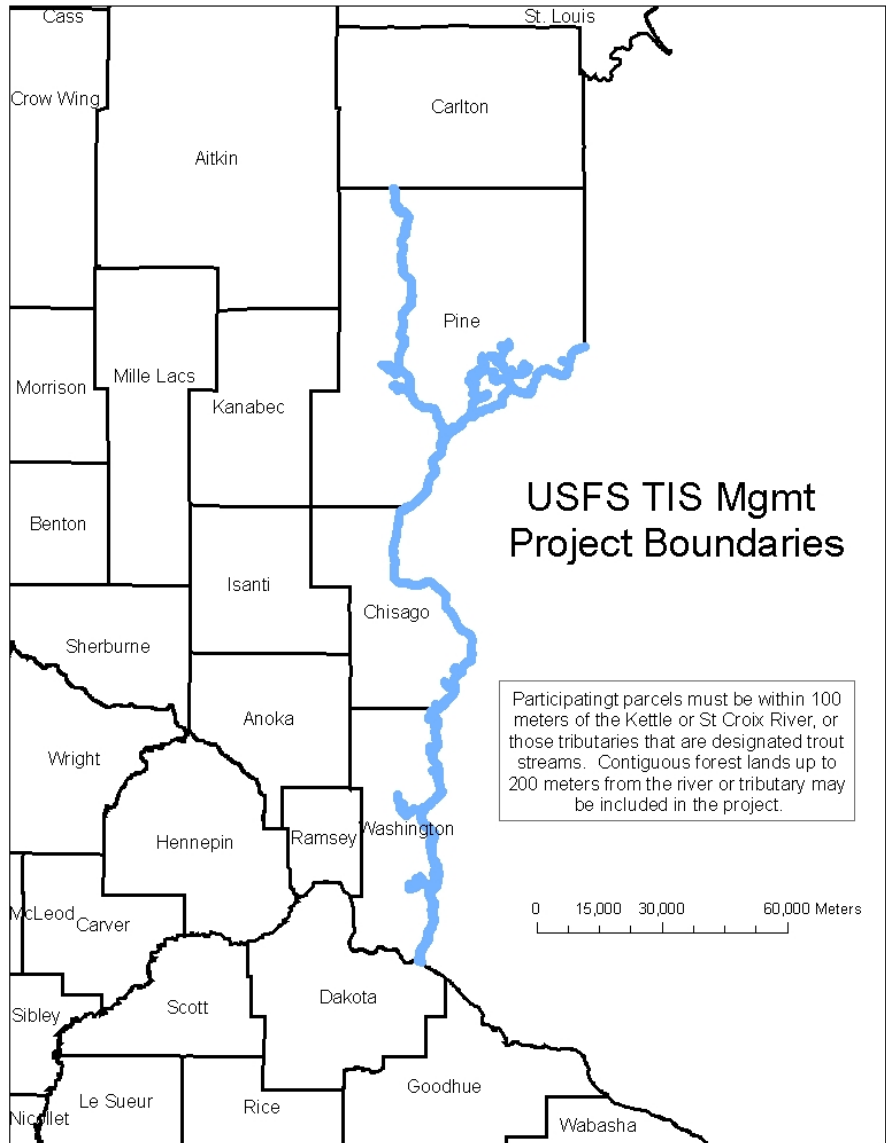 Cass
St. Louis
Crow Wing
Carlton
Aitkin
Pine
Mille Lacs
Morrison
Kanabec
USFS TIS Mgmt
Project Boundaries
Benton
Isanti
Chisago
Sherburne
Participatingt parcels must be within 100
meters of the Kettle or St Croix River, or
those tributaries that are designated trout
streams. Contiguous forest lands up to
200 meters from the river or tributary may
be included in the project.
Anoka
Wright
Washington
Ramsey
Hennepin
0 15,000 30,000 60,000 Meters
McLeod
Carver
Dakota
Scott
Sibley
Goodhue
Le Sueur
Rice
Nicollet
Wabasha